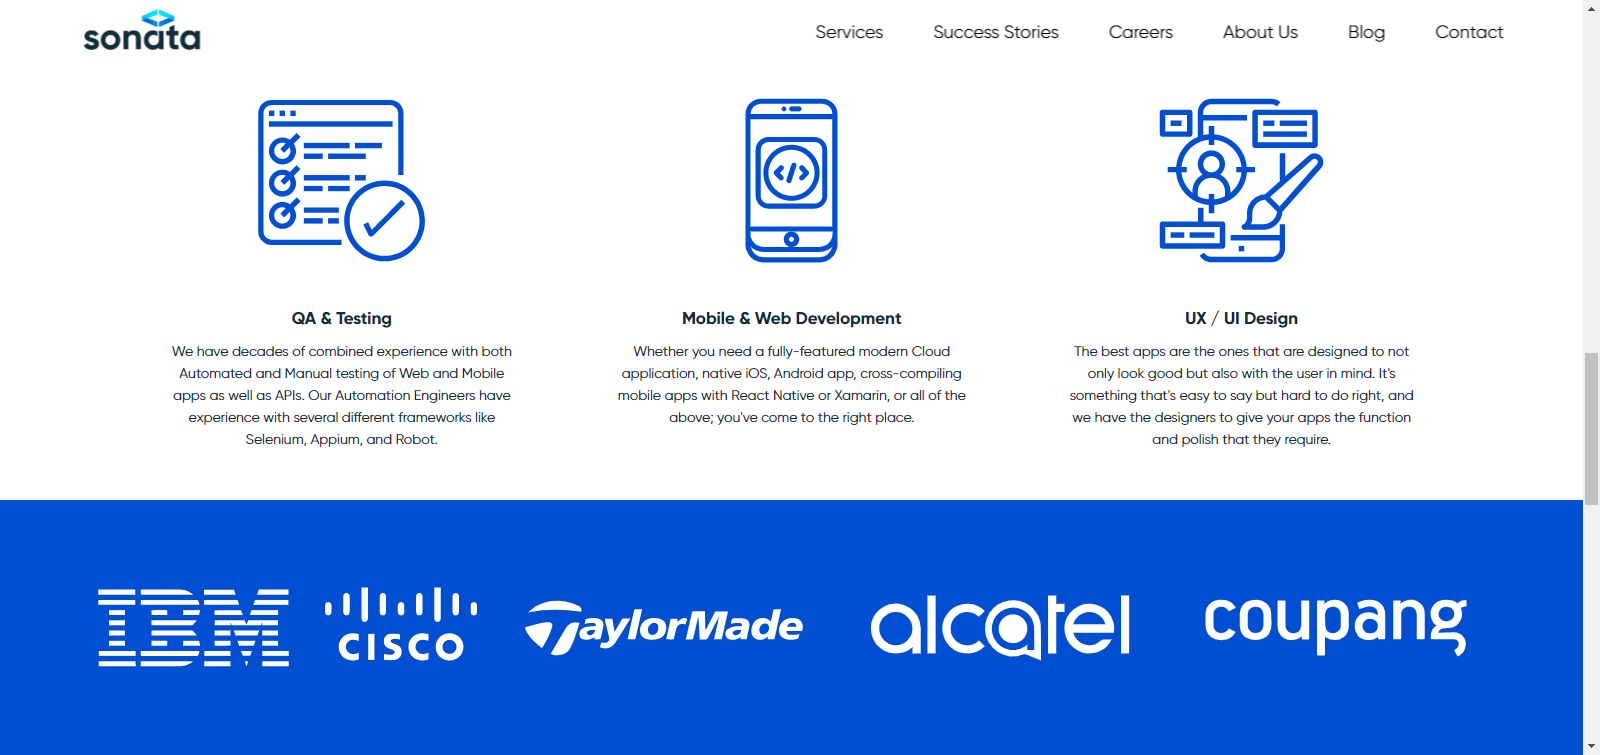 sonata
Services Success Stories Careers About Us Blog Contact
QA & Testing
We have decades of combined experience with both
Automated and Manual testing of Web and Mobile
apps as well as APIs. Our Automation Engineers have
experience with several different frameworks like
Selenium, Appium, and Robot.
Mobile & Web Development
Whether you need a fully-featured modern Cloud
application, native iOS, Android app, cross-compiling
mobile apps with React Native or Xamarin, or all of the
above; you've come to the right place.
UX / UI Design
The best apps are the ones that are designed to not
only look good but also with the user in mind. It's
something that's easy to say but hard to do right, and
we have the designers to give your apps the function
and polish that they require.
IBM
CISCO
TaylorMade
alcatel
coupang